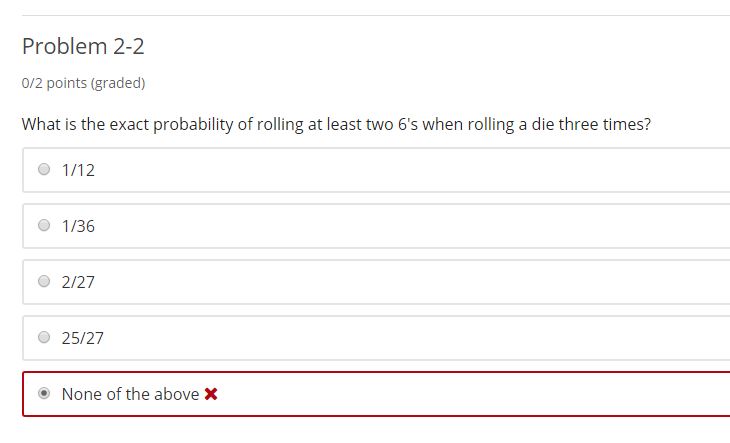 Problem 2-2
0/2 points (graded)
What is the exact probability of rolling at least two 6's when rolling a die three times?
1/12
1/36
2/27
25/27
None of the above